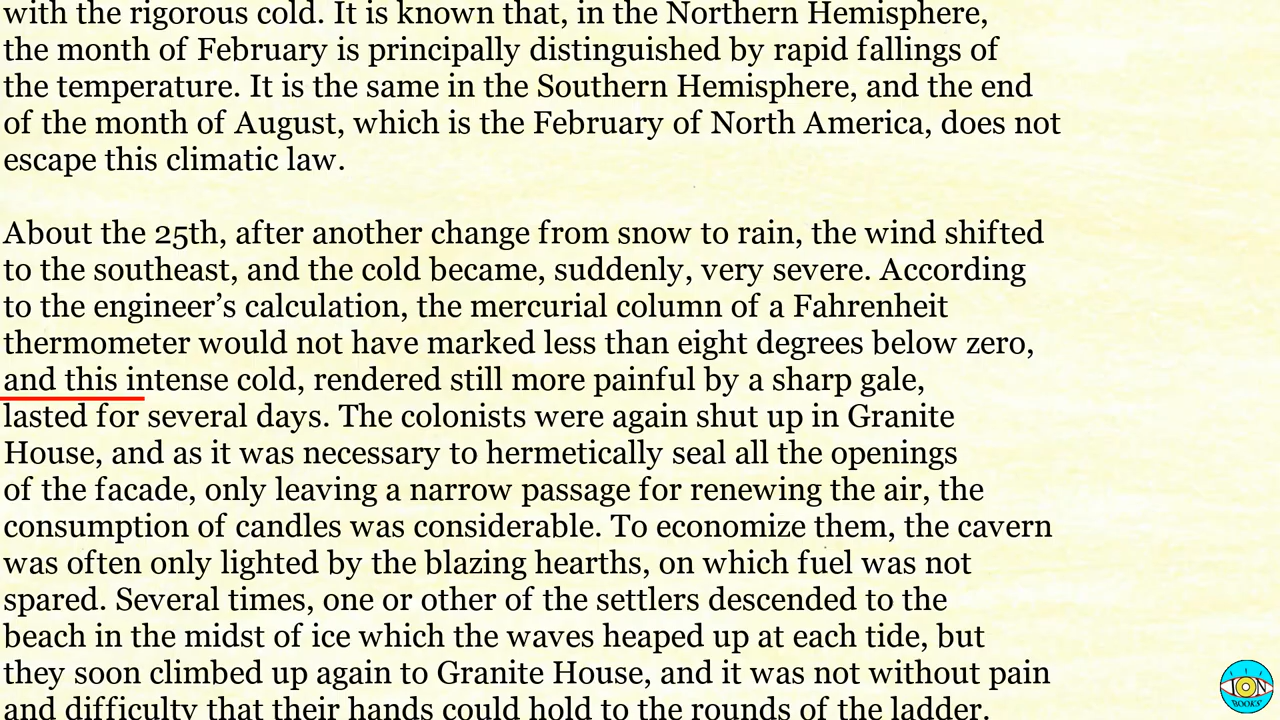 with the rigorous cold. It is known that, in the Northern Hemisphere,
the month of February is principally distinguished by rapid fallings of
the temperature. It is the same in the Southern Hemisphere, and the end
of the month of August, which is the February of North America, does not
escape this climatic law.
About the 25th, after another change from snow to rain, the wind shifted
to the southeast, and the cold became, suddenly, very severe. According
to the engineer’s calculation, the mercurial column of a Fahrenheit
thermometer would not have marked less than eight degrees below zero,
and this intense cold, rendered still more painful by a sharp gale,
lasted for several days. The colonists were again shut up in Granite
House, and as it was necessary to hermetically seal all the openings
of the facade, only leaving a narrow passage for renewing the air, the
consumption of candles was considerable. To economize them, the cavern
was often only lighted by the blazing hearths, on which fuel was not
spared. Several times, one or other of the settlers descended to the
beach in the midst of ice which the waves heaped up at each tide, but
they soon climbed up again to Granite House, and it was not without pain
and difficulty that their hands could hold to the rounds of the ladder.
ION
BOOKS